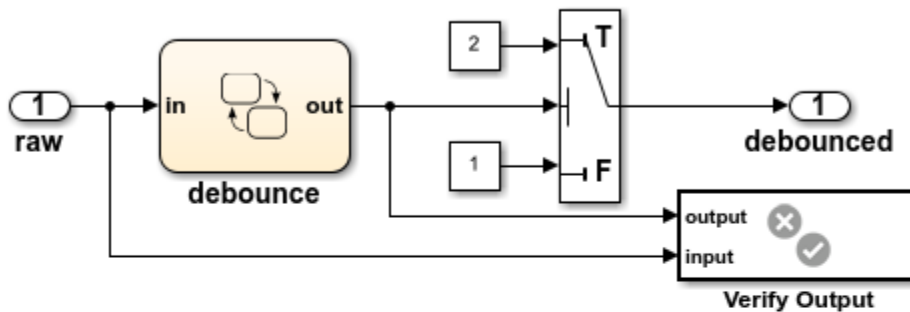 2
T
1
in
out
1
raw
debounced
debounce
1
F
output
input
Verify Output